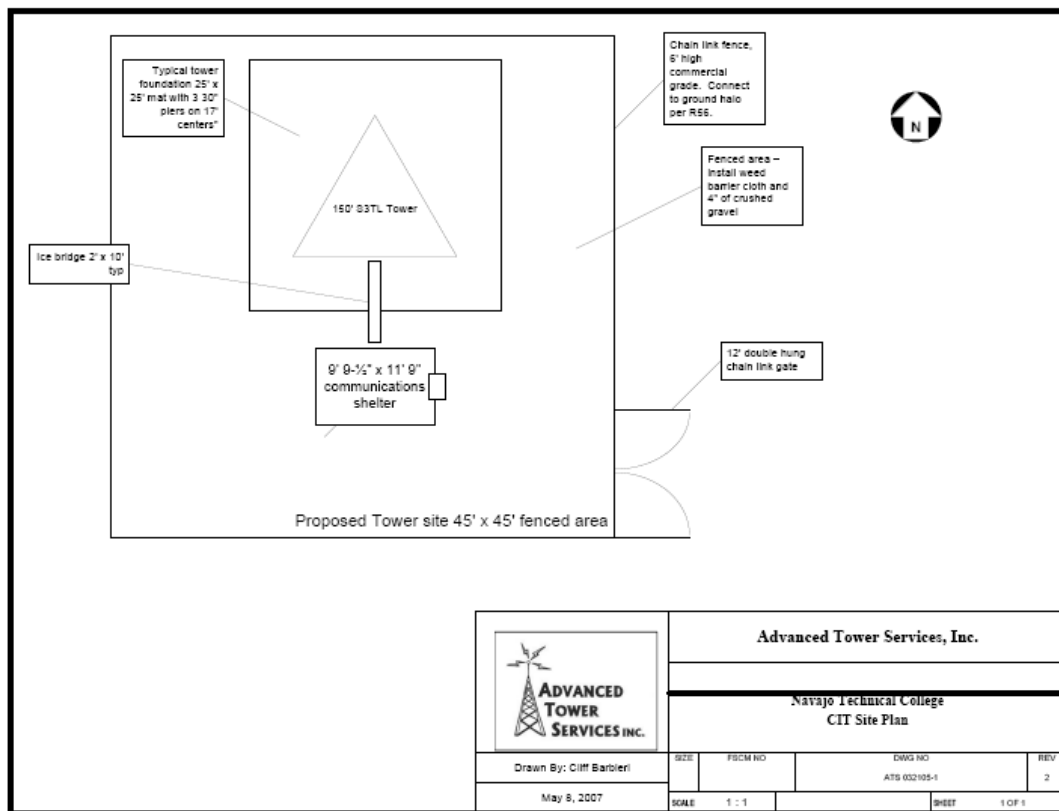 Typical tower
foundation 25' x
25' mat with 3 30"
piers on 17'
centers"
Chain link fence,
6' high
commercial
grade. Connect
to ground halo
per R56.
N
Fenced area –
Install weed
barrier cloth and
4" of crushed
gravel
150' S3TL Tower
Ice bridge 2' x 10'
typ
9' 9-½" x 11' 9"
communications
shelter
12' double hung
chain link gate
Proposed Tower site 45' x 45' fenced area
ADVANCED
TOWER
SERVICES INC.
Drawn By: Cliff Barbieri
May 8, 2007
Advanced Tower Services, Inc.
Navajo Technical College
CIT Site Plan
SIZE
FSCM NO
DWG NO
ATS 032105-1
REV
2
SCALE
1 : 1
SHEET
1 OF 1